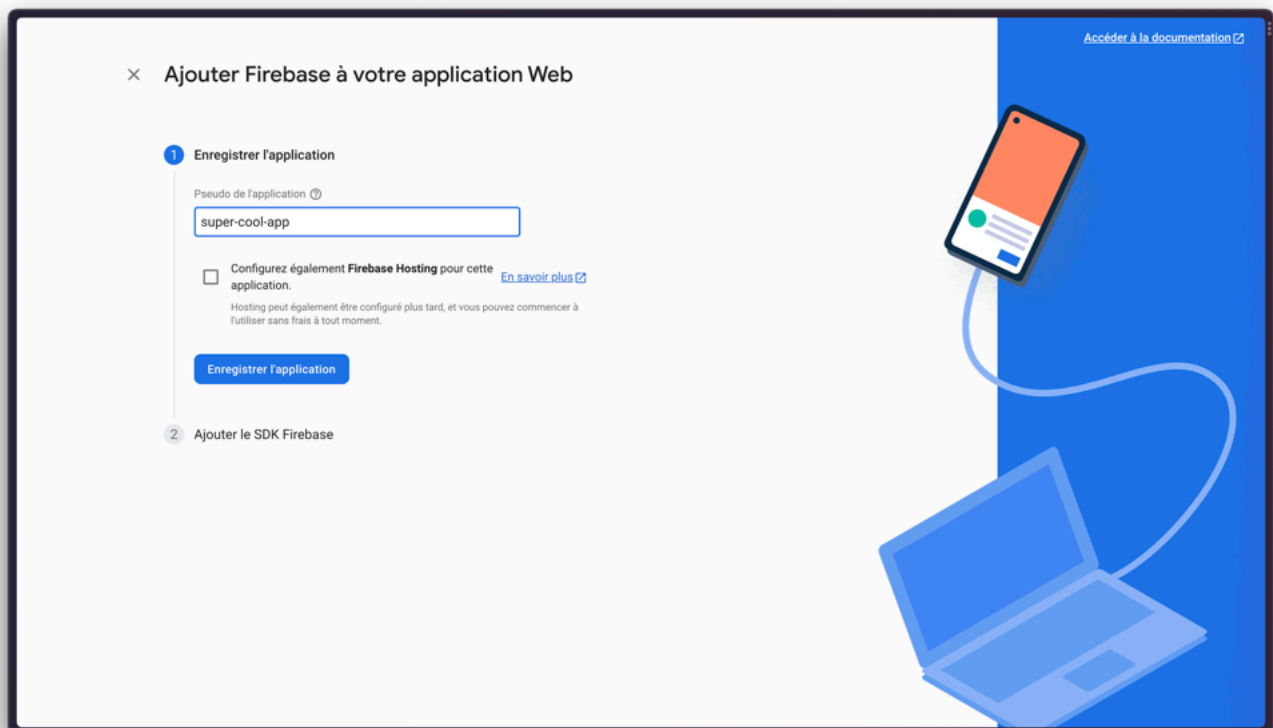 Accéder à la documentation
Ajouter Firebase à votre application Web
1 Enregistrer l'application
Pseudo de l'application
super-cool-app
Configurez également Firebase Hosting pour cette
application.
En savoir plus
Hosting peut également être configuré plus tard, et vous pouvez commencer à
l'utiliser sans frais à tout moment.
Enregistrer l'application
2 Ajouter le SDK Firebase